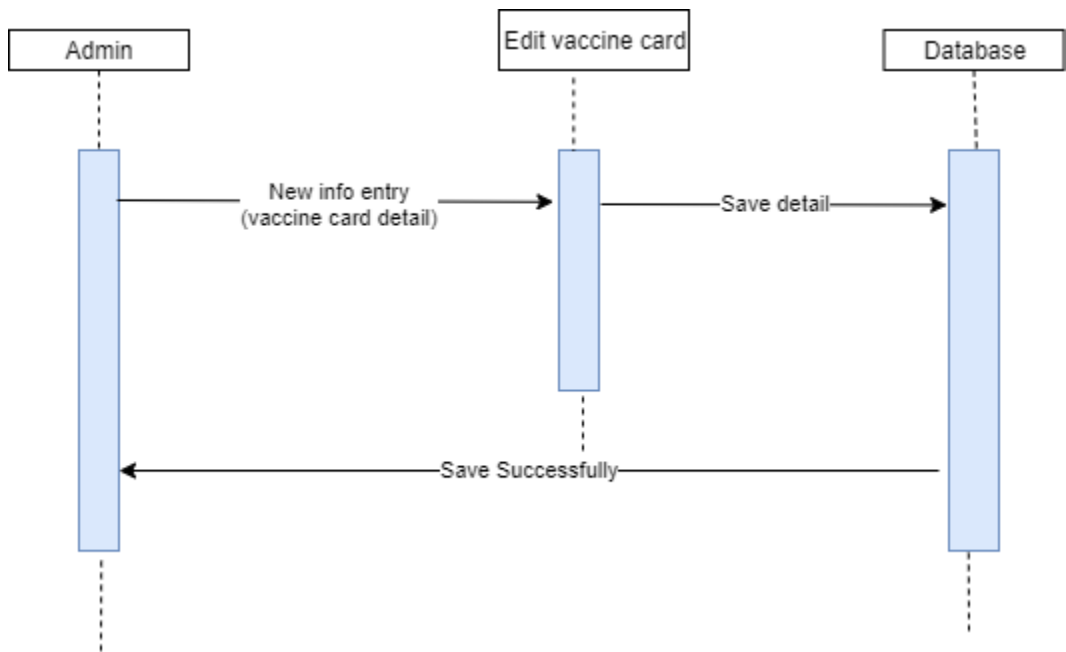 Admin
Edit vaccine card
Database
New info entry
(vaccine card detail)
Save detail
Save Successfully